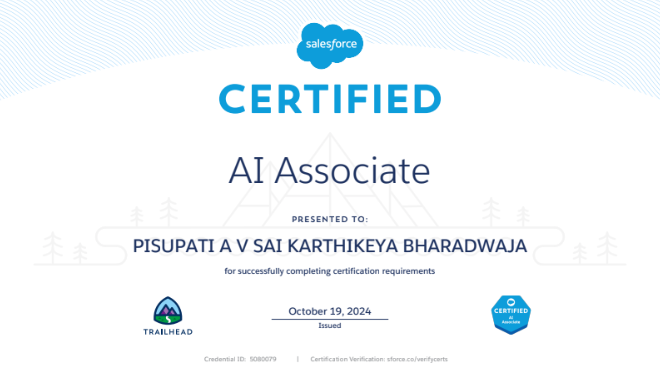 salesforce
CERTIFIED
AI Associate
PRESENTED TO:
PISUPATI A V SAI KARTHIKEYA BHARADWAJA
for successfully completing certification requirements
October 19, 2024
Issued
TRAILHEAD
CERTIFIED
AI
Associate
Credential ID: 5080079 | Certification Verification: sforce.co/verifycerts